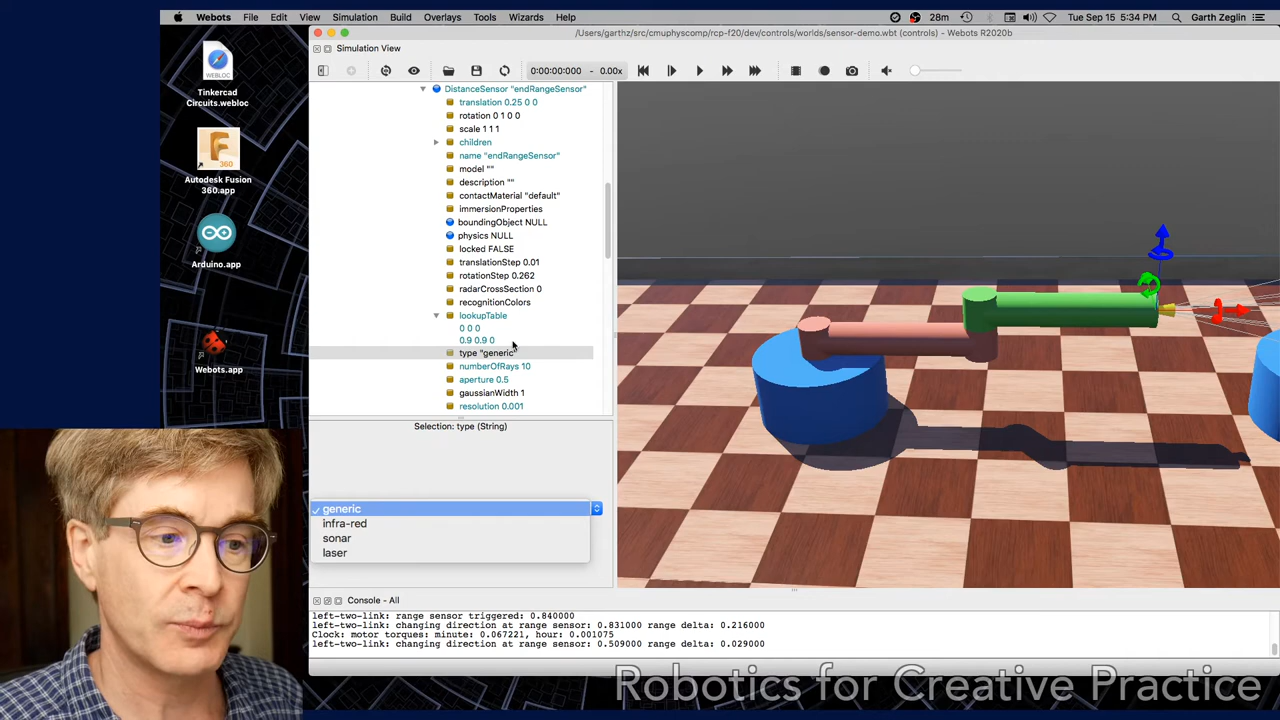 Webots File Edit View Simulation Build Overlays Tools Wizards Help 28m Tue Sep 15 5:34 PM Garth Zeglin
/Users/garthz/src/cmuphyscomp/rcp-f20/dev/controls/worlds/sensor-demo.wbt (controls) - Webots R2020b
Simulation View
0:00:00:000 - 0.00x
WEBLOC
Tinkercad
Circuits.webloc
360
Autodesk Fusion
360.app
Arduino.app
Webots.app
DistanceSensor "endRangeSensor"
translation 0.25 0 0
rotation 0 1 0 0
scale 1 1 1
children
name "endRangeSensor"
model ""
description ""
contactMaterial "default"
immersionProperties
boundingObject NULL
physics NULL
locked FALSE
translationStep 0.01
rotationStep 0.262
radarCrossSection 0
recognitionColors
lookupTable
0 0 0
0.9 0.9 0
type "generic"
numberOfRays 10
aperture 0.5
gaussianWidth 1
resolution 0.001
Selection: type (String)
generic
infra-red
sonar
laser
Console - All
left-two-link: range sensor triggered: 0.840000
left-two-link: changing direction at range sensor: 0.831000 range delta: 0.216000
Clock: motor torques: minute: 0.067221, hour: 0.001075
left-two-link: changing direction at range sensor: 0.509000 range delta: 0.029000
Robotics for Creative Practice